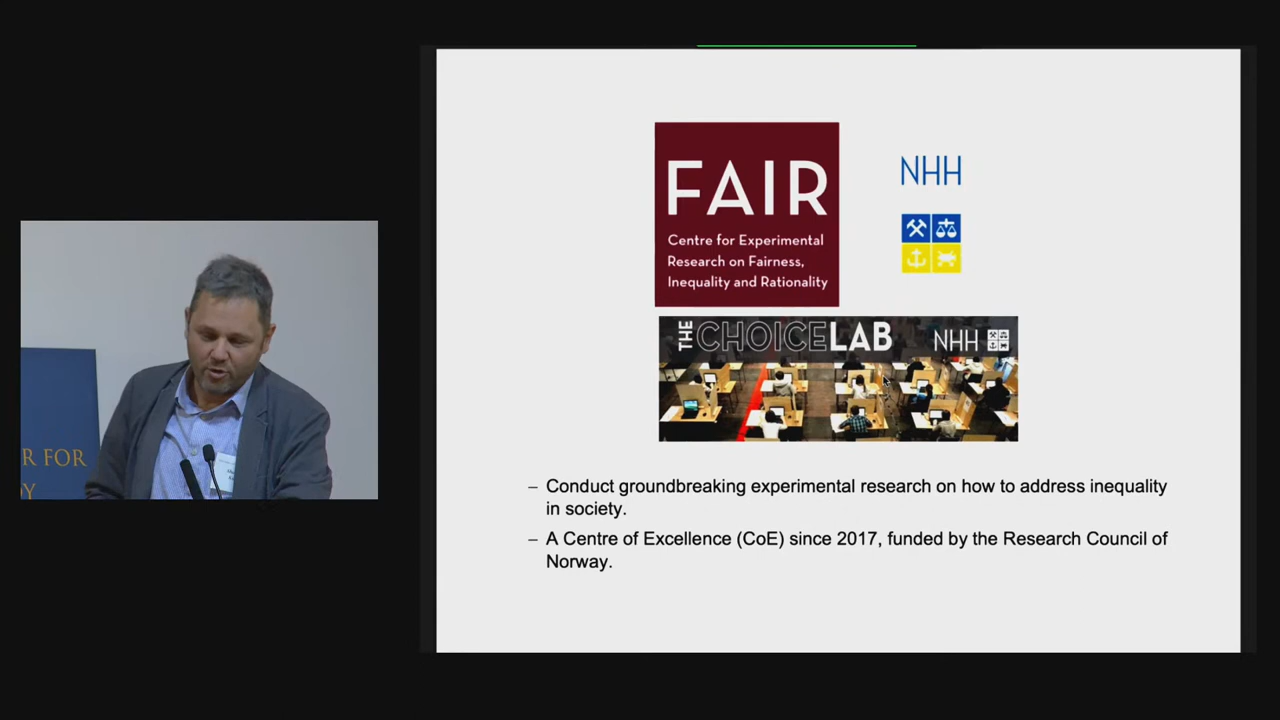 R FOR
FAIR
Centre for Experimental
Research on Fairness,
Inequality and Rationality
NHH
THE CHOICELAB
NHH
– Conduct groundbreaking experimental research on how to address inequality
in society.
– A Centre of Excellence (CoE) since 2017, funded by the Research Council of
Norway.